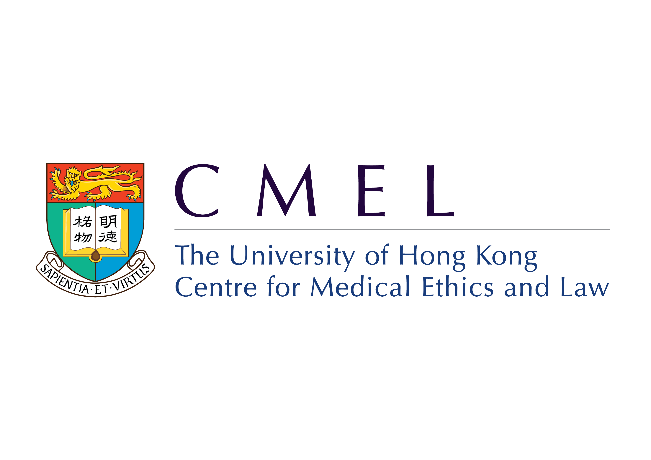 CMEL
The University of Hong Kong
Centre for Medical Ethics and Law
明德
格物
SAPIENTIA·ET·VIRTUS